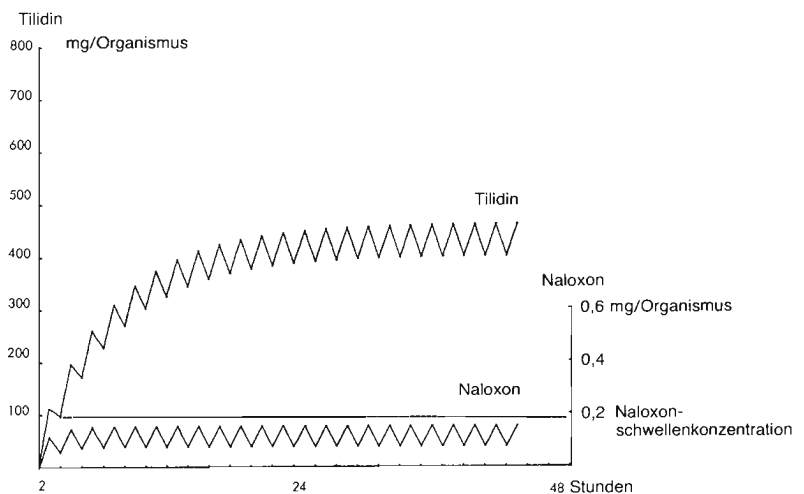 Tilidin
mg/Organismus
800
700
600
500
Tilidin
400
Naloxon
300
0,6 mg/Organismus
0,4
200
Naloxon
100
0,2 Naloxon-
schwellenkonzentration
2
24
48 Stunden